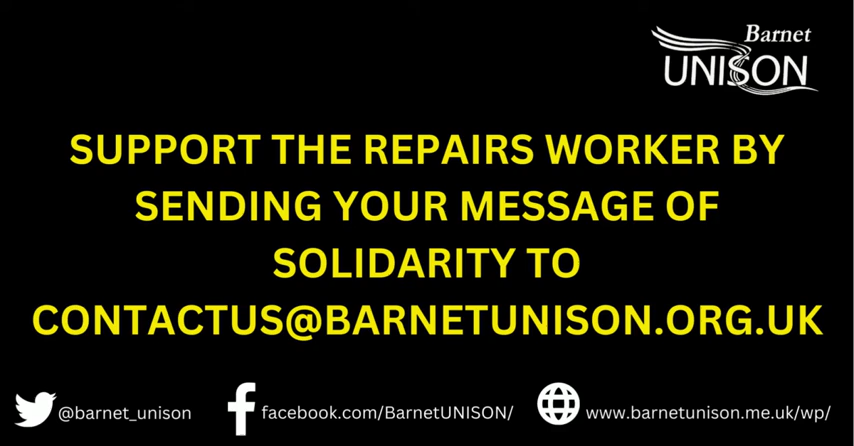 Barnet
UNISON
SUPPORT THE REPAIRS WORKER BY
SENDING YOUR MESSAGE OF
SOLIDARITY TO
CONTACTUS@BARNETUNISON.ORG.UK
@barnet_unison facebook.com/BarnetUNISON/ www.barnetunison.me.uk/wp/